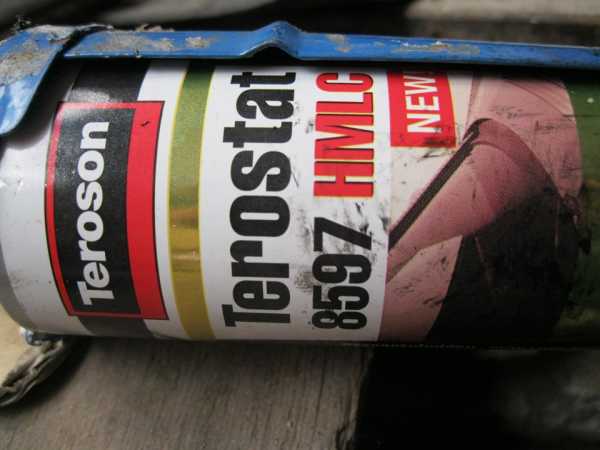 Teroson
Terostat
8597 HMLC
NEW